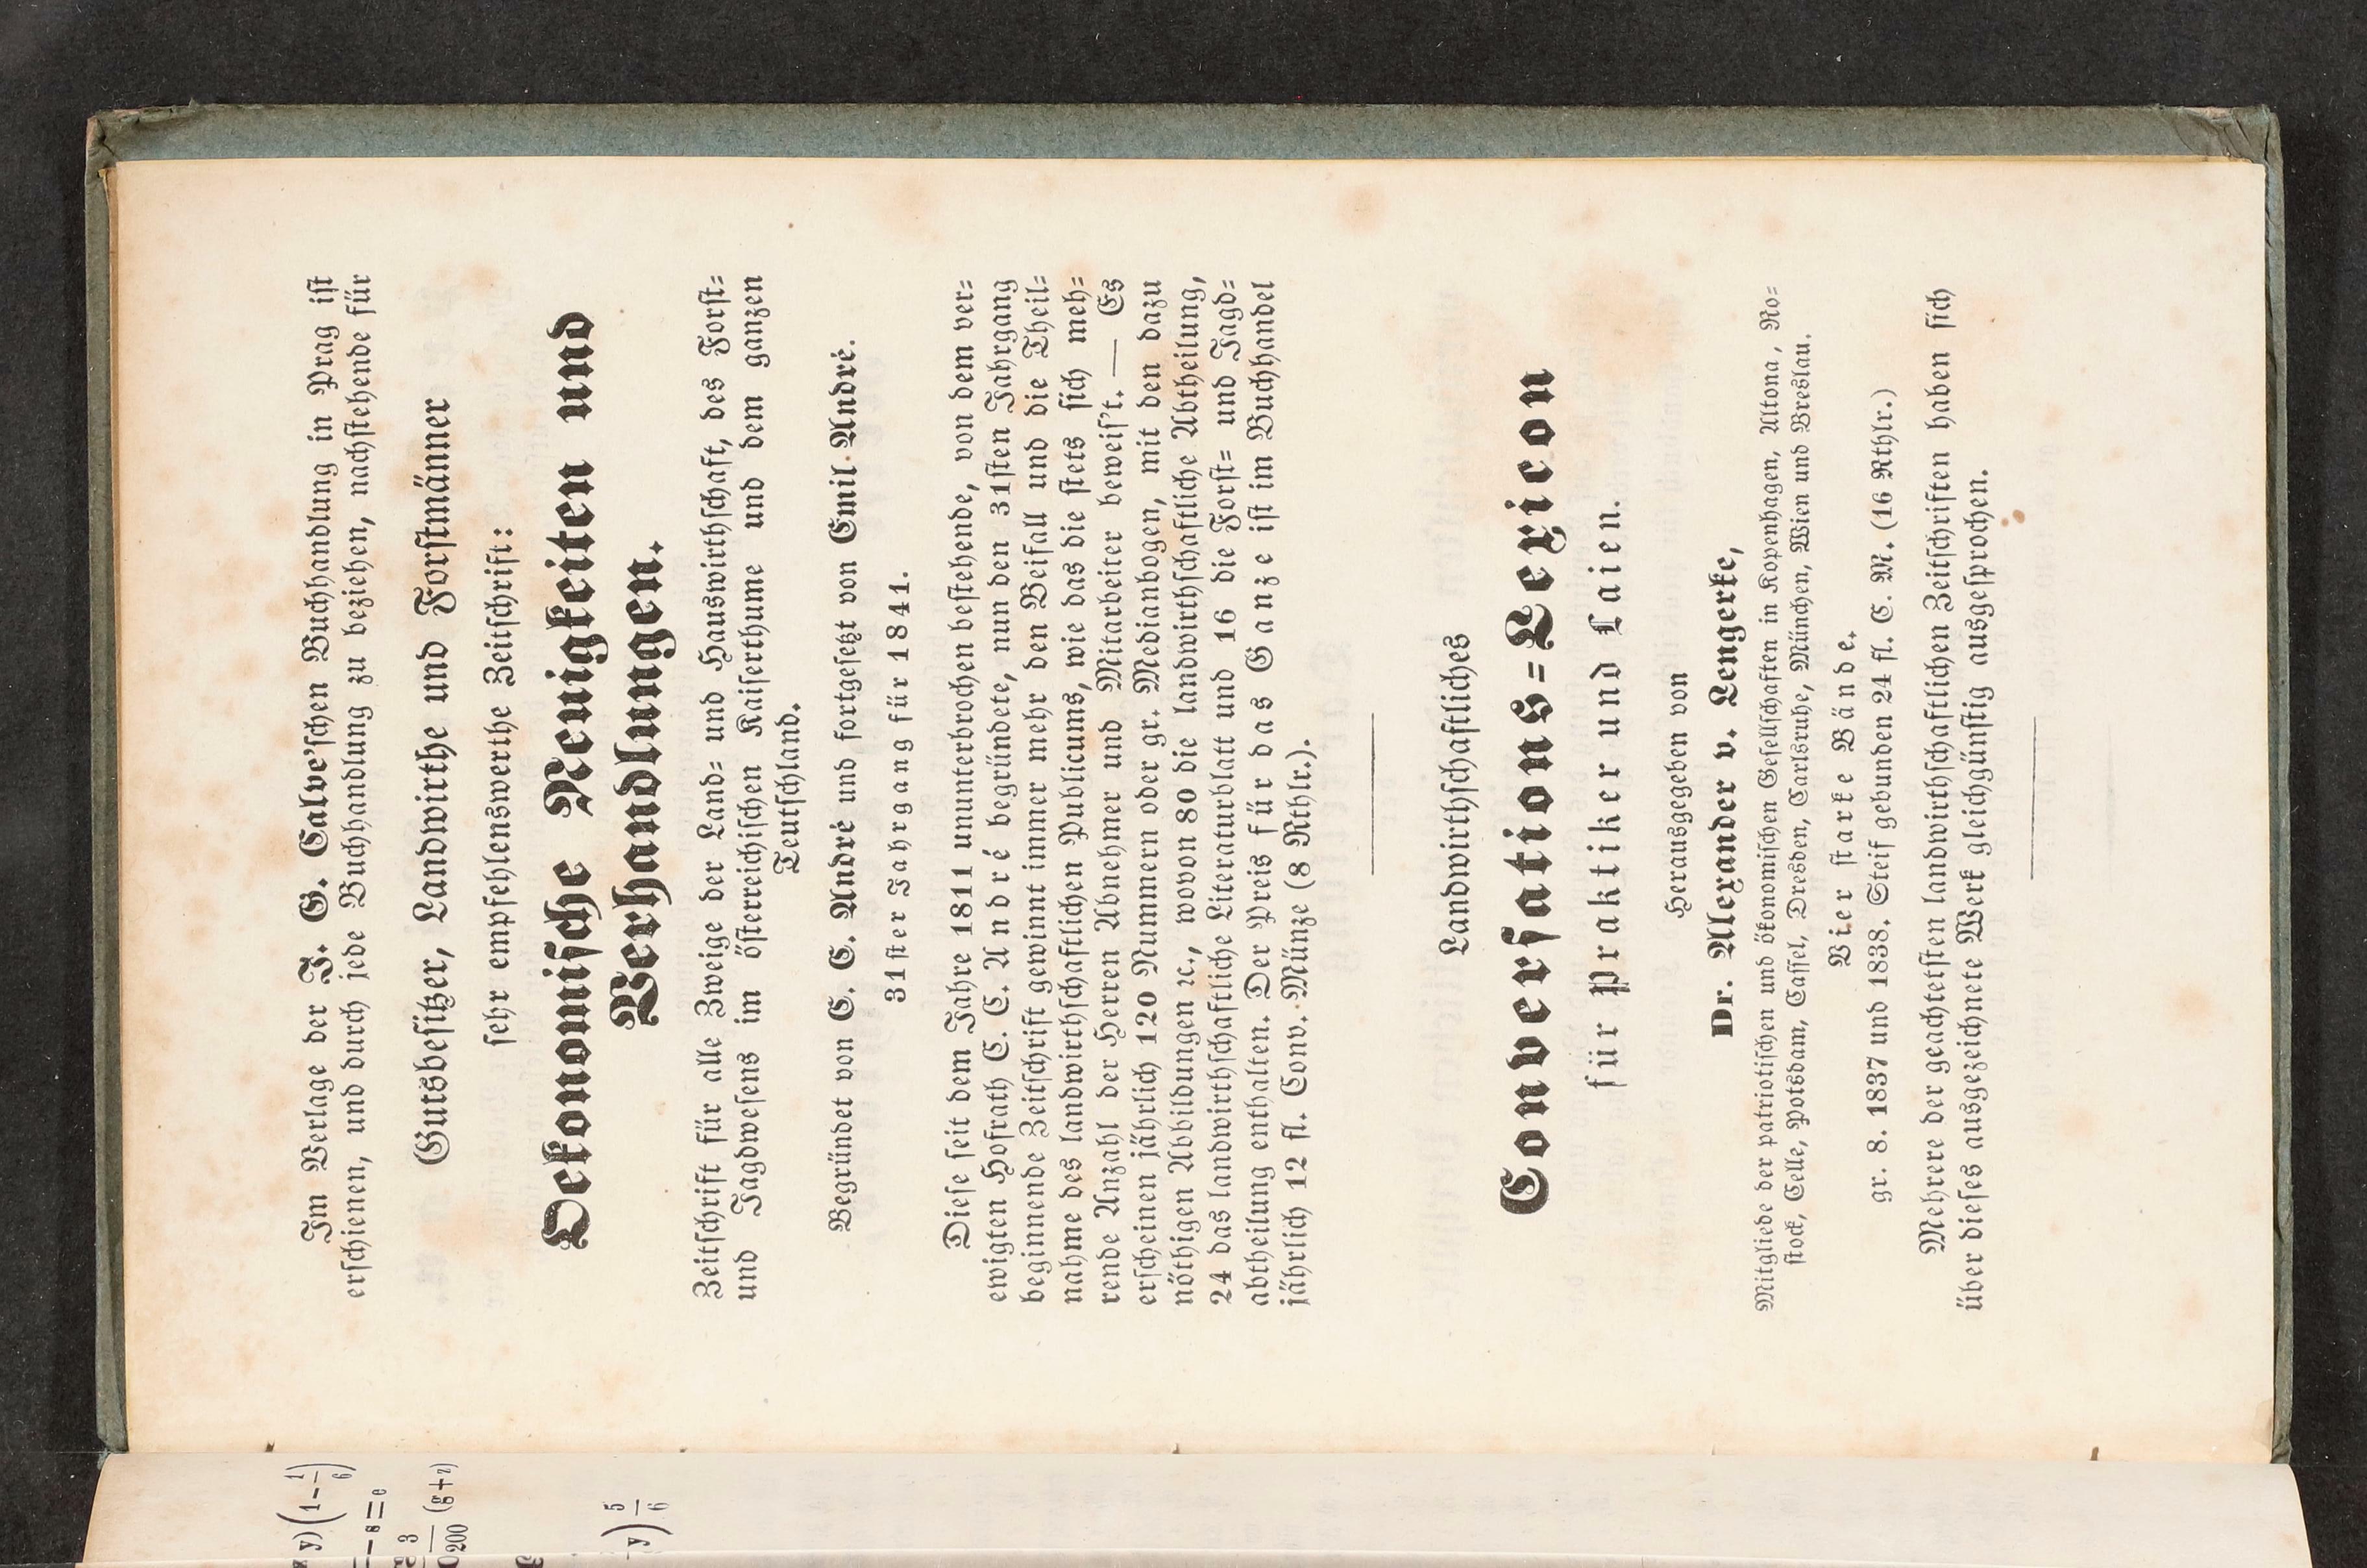 Im Verlage der J. G. Calve'schen Buchhandlung in Prag ist
erschienen, und durch jede Buchhandlung zu beziehen, nachstehende für
Gutsbesitzer, Landwirthe und Forstmänner
sehr empfehlenswerthe Zeitschrift:
Oekonomische Neuigkeiten und
Verhandlungen.
Zeitschrift für alle Zweige der Land- und Hauswirthschaft, des Forst-
und Jagdwesens im österreichischen Kaiserthume und dem ganzen
Teutschland.
Begründet von C. C. André und fortgesetzt von Emil André.
31ster Jahrgang für 1841.
Diese seit dem Jahre 1811 ununterbrochen bestehende, von dem ver-
ewigten Hofrath C. C. André begründete, nun den 31sten Jahrgang
beginnende Zeitschrift gewinnt immer mehr den Beifall und die Theil-
nahme des landwirthschaftlichen Publicums, wie das die stets sich meh-
rende Anzahl der Herren Abnehmer und Mitarbeiter beweis't. — Es
erscheinen jährlich 120 Nummern oder gr. Medianbogen, mit den dazu
nöthigen Abbildungen ꝛc., wovon 80 die landwirthschaftliche Abtheilung,
24 das landwirthschaftliche Literaturblatt und 16 die Forst- und Jagd-
abtheilung enthalten. Der Preis für das Ganze ist im Buchhandel
jährlich 12 fl. Conv. Münze (8 Rthlr.).
Landwirthschaftliches
Conversations-Lexicon
für Praktiker und Laien.
Herausgegeben von
Dr. Alexander v. Lengerke,
Mitgliede der patriotischen und ökonomischen Gesellschaften in Kopenhagen, Altona, Ro-
stock, Celle, Potsdam, Cassel, Dresden, Carlsruhe, München, Wien und Breslau.
Vier starke Bände.
gr. 8. 1837 und 1838. Steif gebunden 24 fl. C. M. (16 Rthlr.)
Mehrere der geachtetsten landwirthschaftlichen Zeitschriften haben sich
über dieses ausgezeichnete Werk gleichgünstig ausgesprochen.
y) (1 — 1/6)
— s = e
3/200 (g + z)
y) 5/6